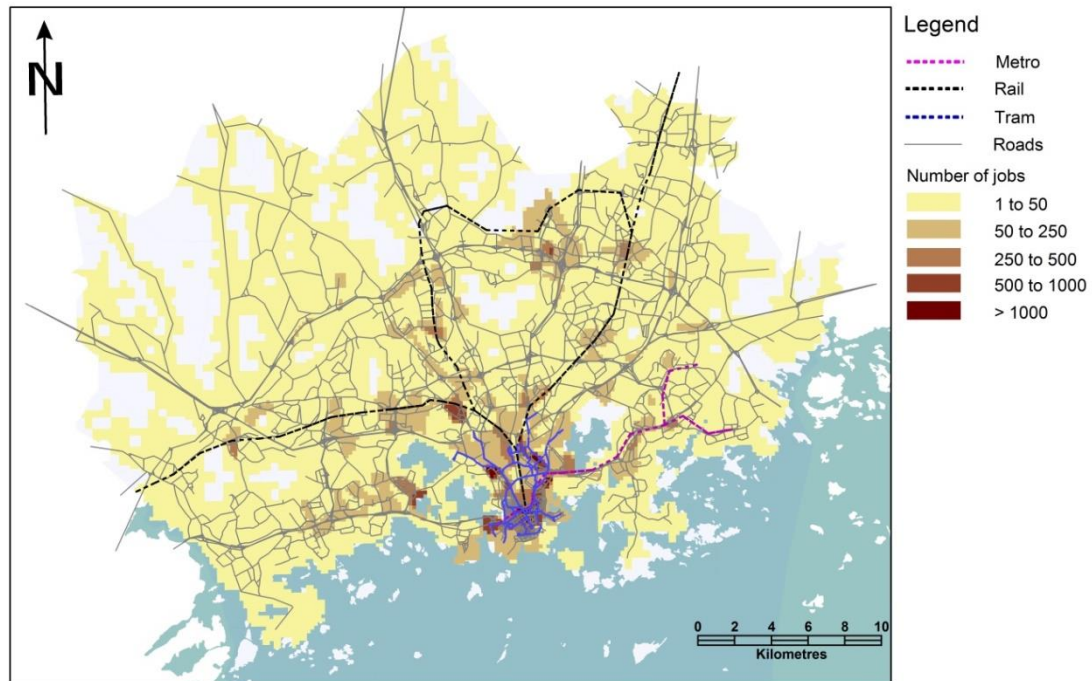 N
Legend
Metro
Rail
Tram
Roads
Number of jobs
1 to 50
50 to 250
250 to 500
500 to 1000
> 1000
0 2 4 6 8 10
Kilometres